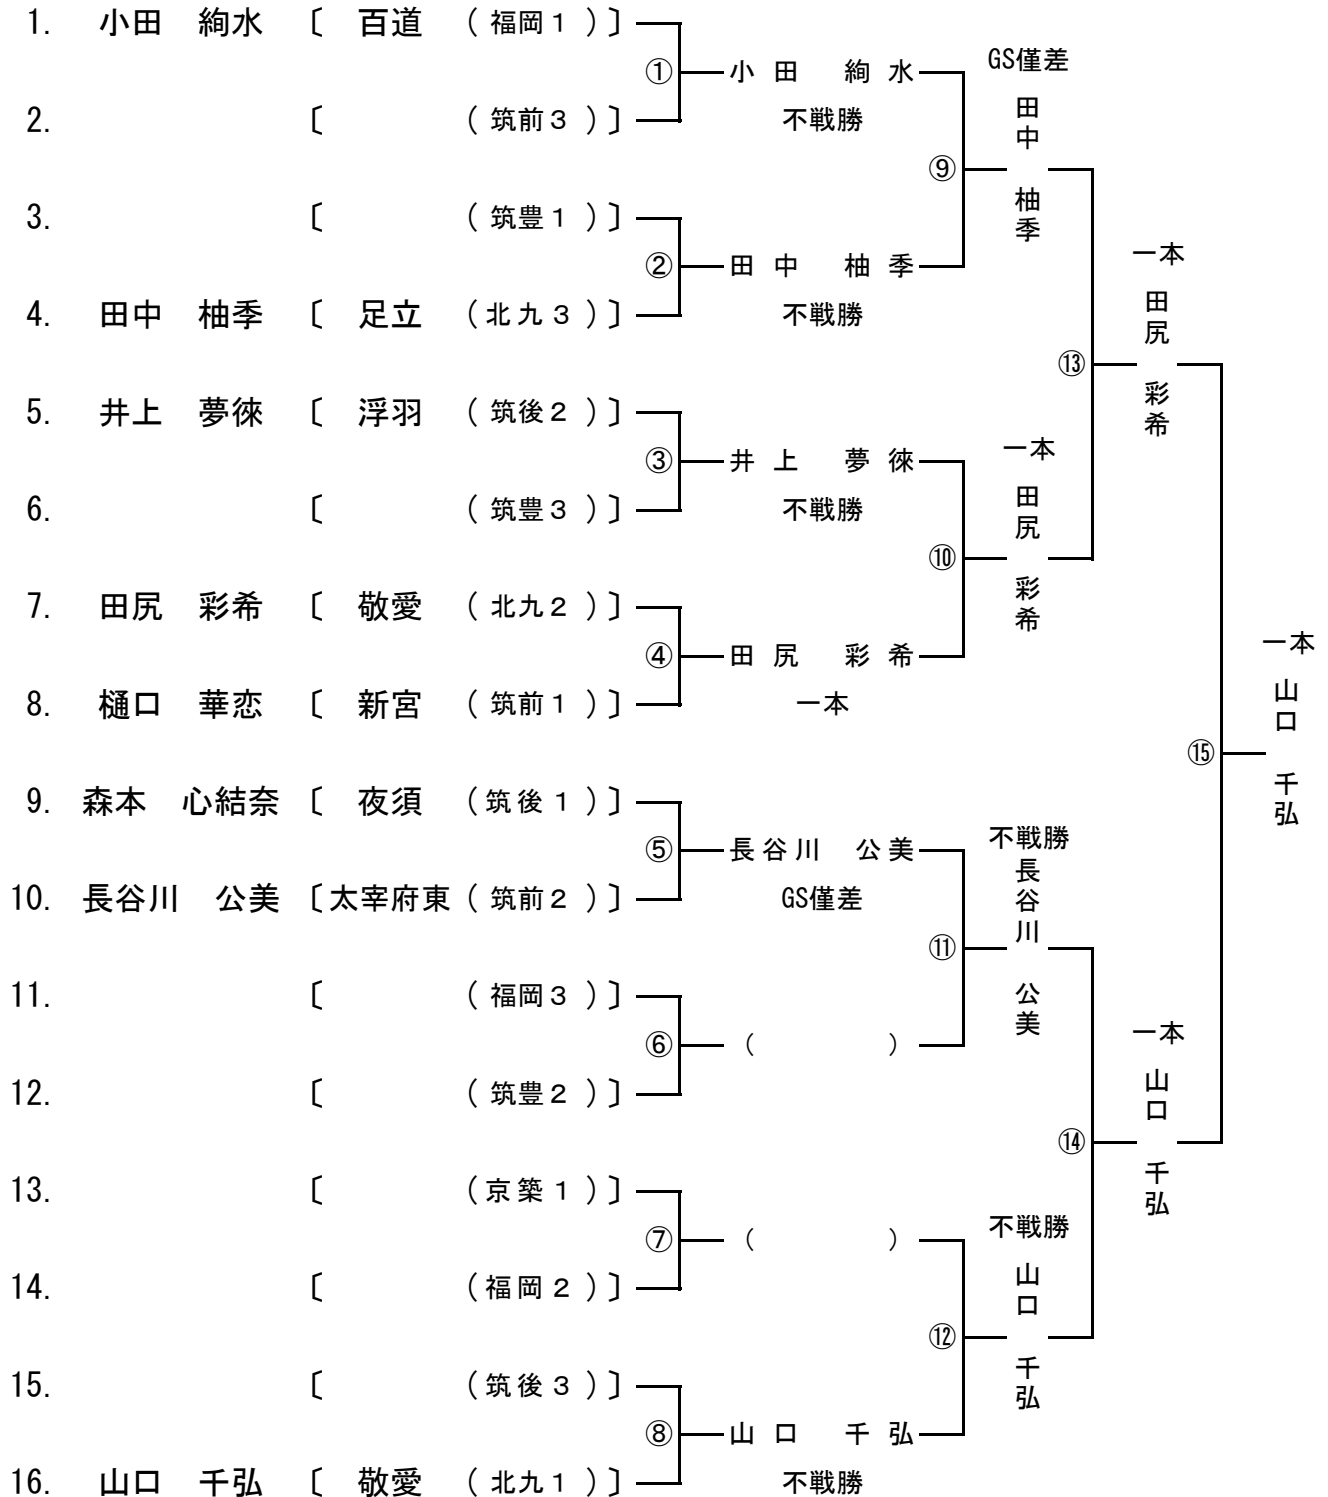 1. 小田 絢水 〔 百道 (福岡1)〕
① 小田 絢水
不戦勝
2. 〔 (筑前3)〕
3. 〔 (筑豊1)〕
② 田中 柚季
不戦勝
4. 田中 柚季 〔 足立 (北九3)〕
5. 井上 夢徠 〔 浮羽 (筑後2)〕
③ 井上 夢徠
不戦勝
6. 〔 (筑豊3)〕
7. 田尻 彩希 〔 敬愛 (北九2)〕
④ 田尻 彩希
一本
8. 樋口 華恋 〔 新宮 (筑前1)〕
9. 森本 心結奈 〔 夜須 (筑後1)〕
⑤ 長谷川 公美
GS僅差
10. 長谷川 公美 〔太宰府東 (筑前2)〕
11. 〔 (福岡3)〕
⑥ ( )
12. 〔 (筑豊2)〕
13. 〔 (京築1)〕
⑦ ( )
14. 〔 (福岡2)〕
15. 〔 (筑後3)〕
⑧ 山口 千弘
不戦勝
16. 山口 千弘 〔 敬愛 (北九1)〕
GS僅差
⑨ 田中 柚季
一本
⑩ 田尻 彩希
不戦勝
⑪ 長谷川 公美
不戦勝
⑫ 山口 千弘
一本
⑬ 田尻 彩希
一本
⑭ 山口 千弘
一本
⑮ 山口 千弘